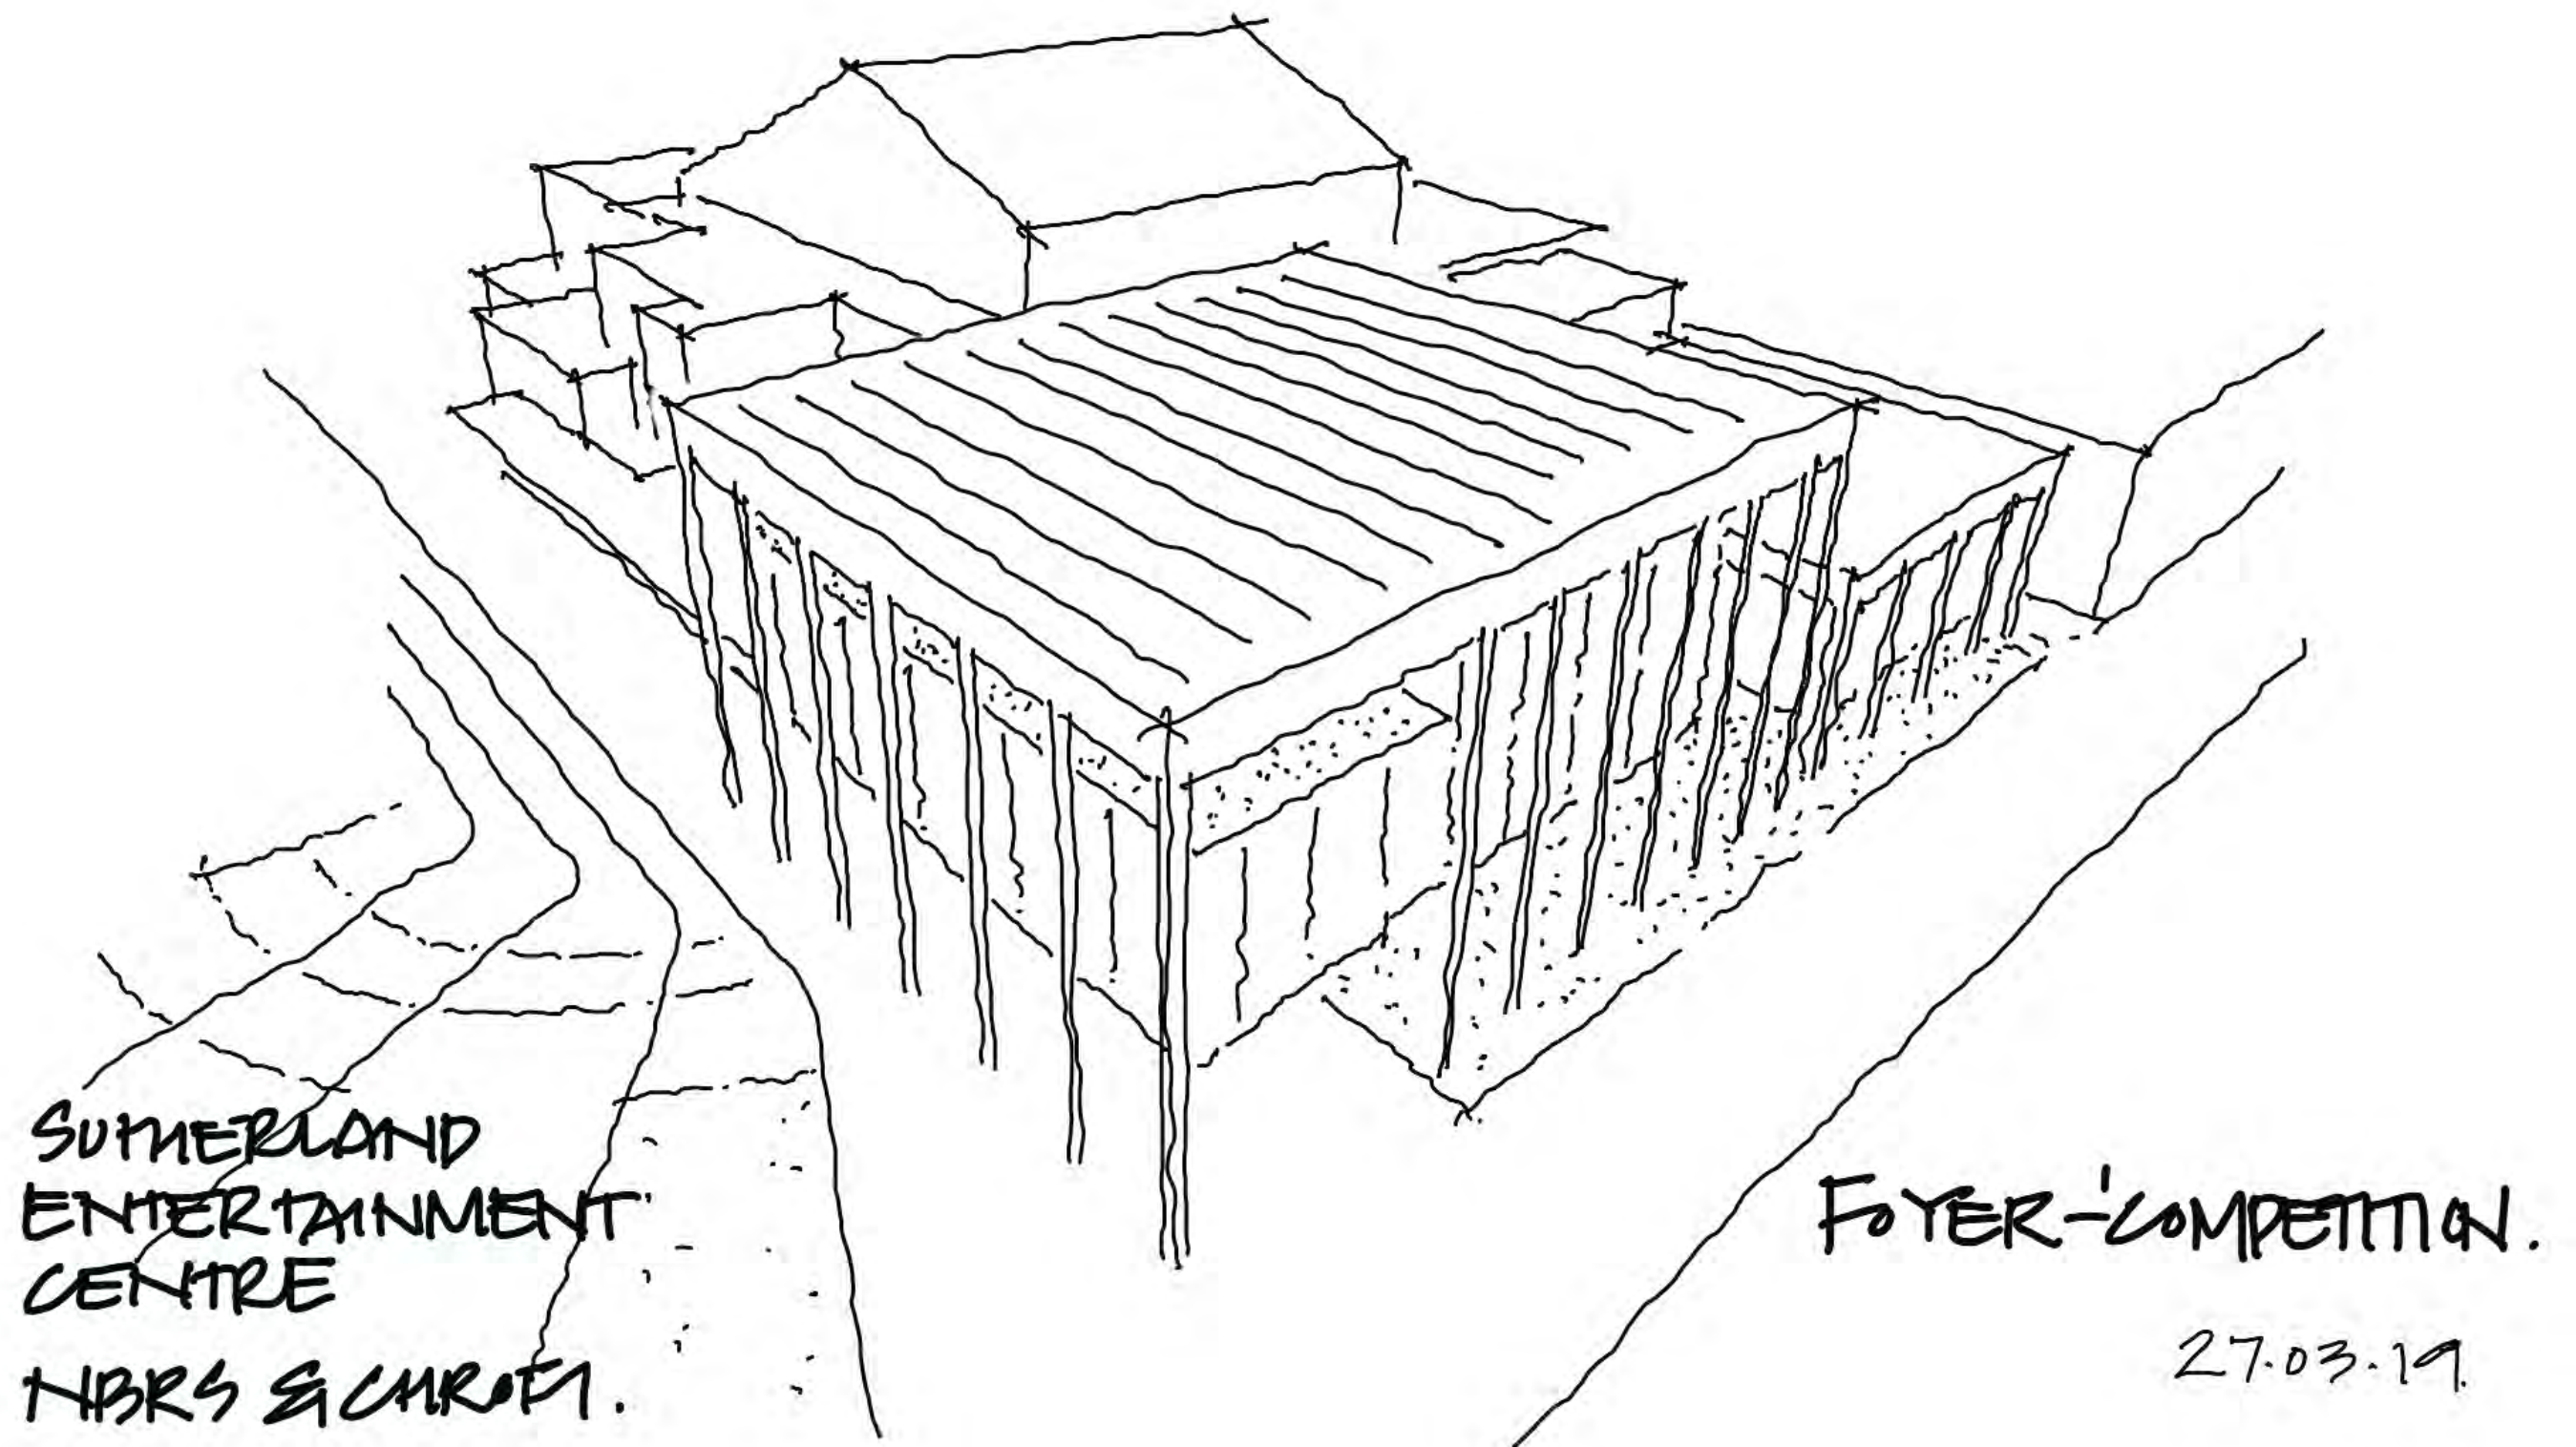 SUTHERLAND
ENTERTAINMENT
CENTRE
NBRS & CHROFI.
FOYER-'COMPETITION.
27.03.19.